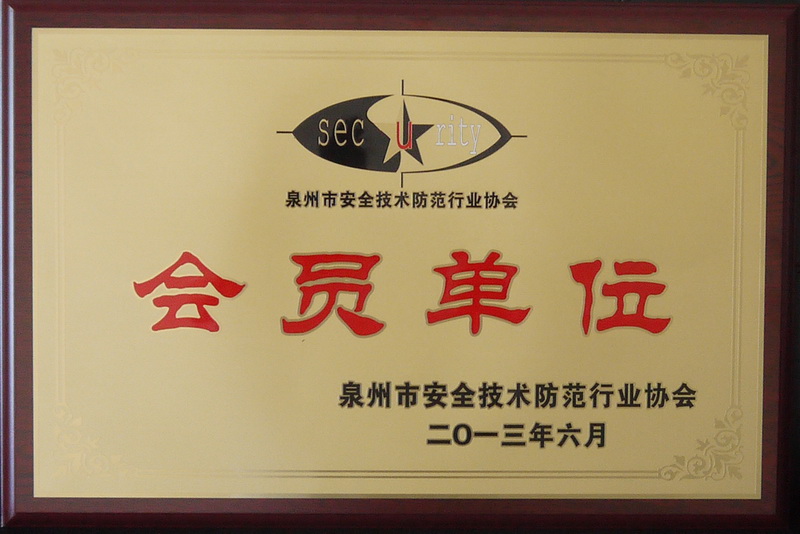 security
泉州市安全技术防范行业协会
会员单位
泉州市安全技术防范行业协会
二O一三年六月